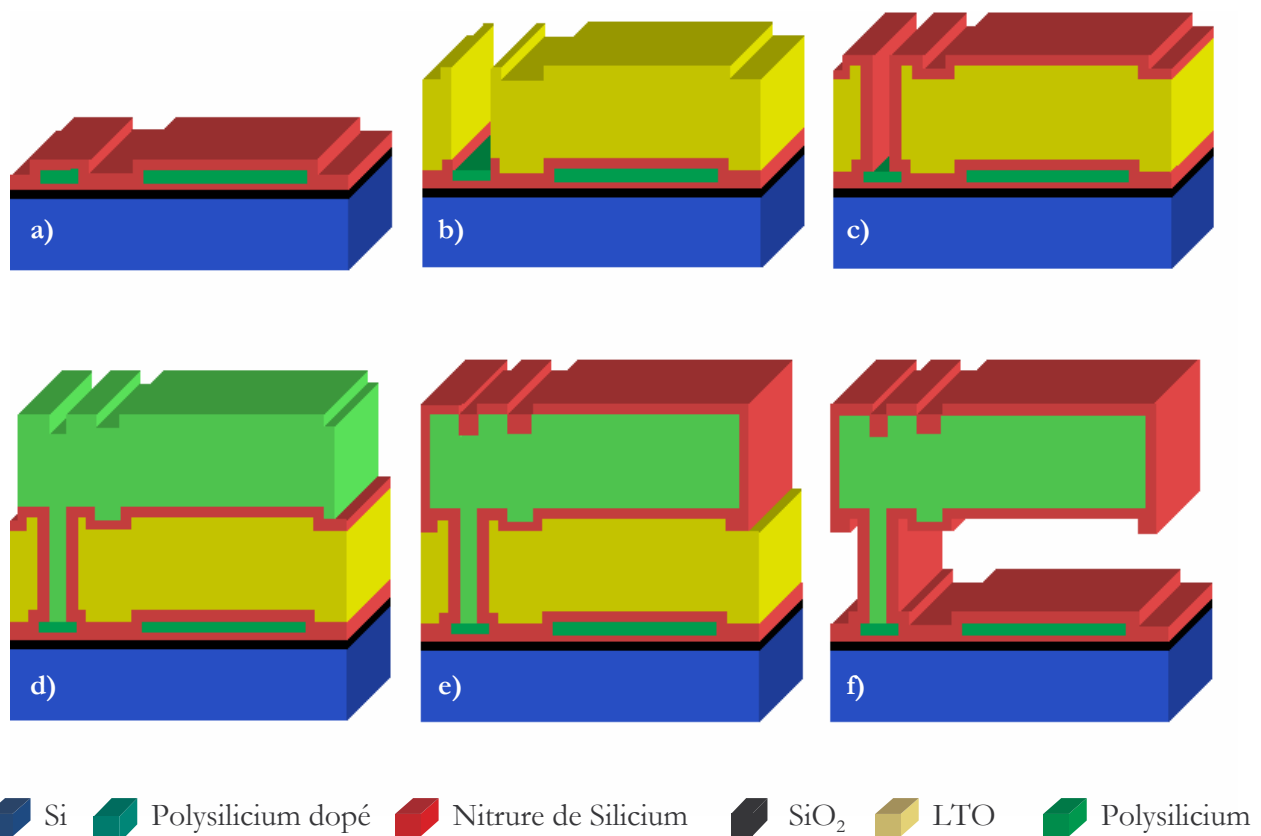 a)
b)
c)
d)
e)
f)
Si Polysilicium dopé Nitrure de Silicium SiO₂ LTO Polysilicium